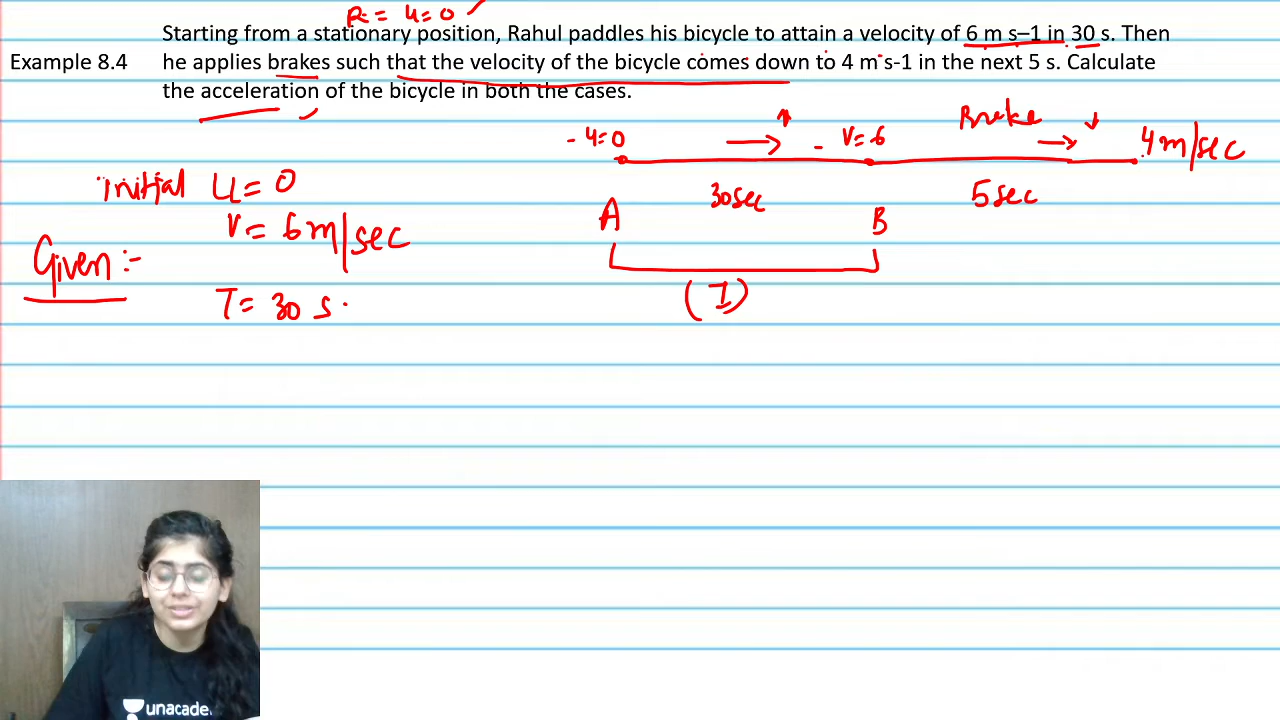 R = u=0
Starting from a stationary position, Rahul paddles his bicycle to attain a velocity of 6 m s–1 in 30 s. Then
Example 8.4 he applies brakes such that the velocity of the bicycle comes down to 4 m s-1 in the next 5 s. Calculate
the acceleration of the bicycle in both the cases.
- u=0 - v=6 Brake 4m/sec
initial u=0
30sec 5sec
v= 6m/sec
A B
Given :-
T= 30 s.
(I)
unacade